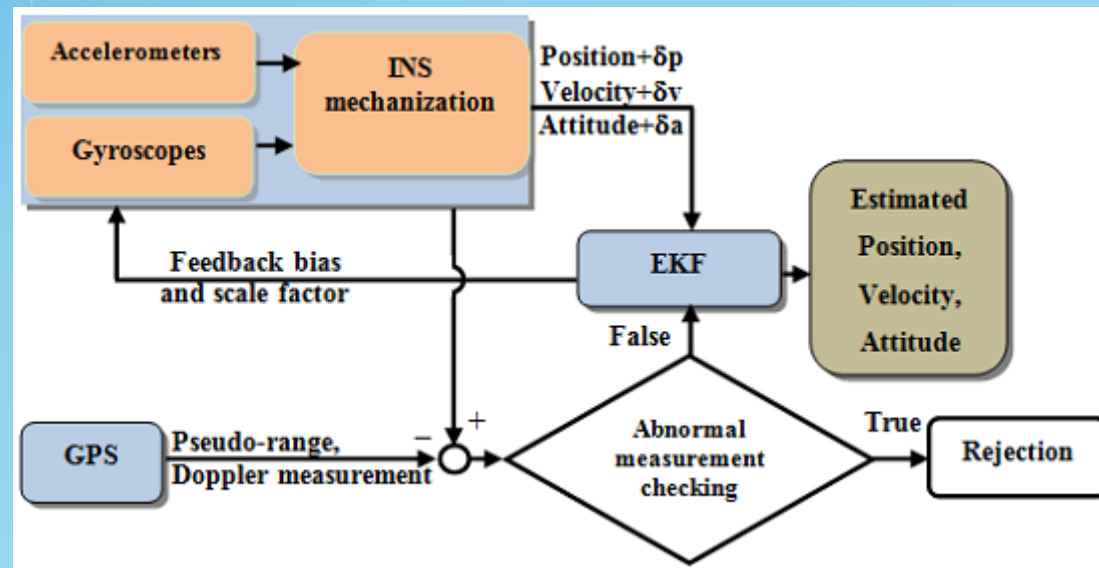 Accelerometers
Gyroscopes
INS
mechanization
Position+δp
Velocity+δv
Attitude+δa
Feedback bias
and scale factor
EKF
Estimated
Position,
Velocity,
Attitude
False
GPS
Pseudo-range,
Doppler measurement
−
+
Abnormal
measurement
checking
True
Rejection